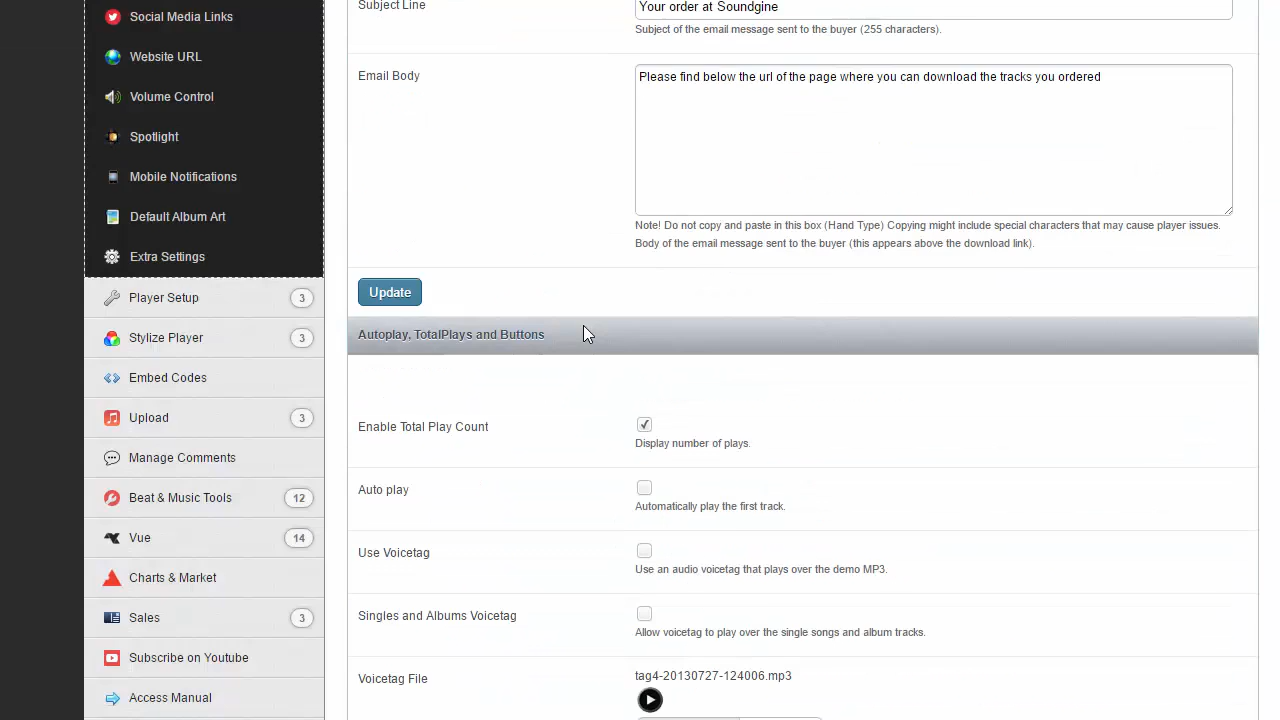 Social Media Links
Website URL
Volume Control
Spotlight
Mobile Notifications
Default Album Art
Extra Settings
Player Setup 3
Stylize Player 3
Embed Codes
Upload 3
Manage Comments
Beat & Music Tools 12
Vue 14
Charts & Market
Sales 3
Subscribe on Youtube
Access Manual
Subject Line
Your order at Soundgine
Subject of the email message sent to the buyer (255 characters).
Email Body
Please find below the url of the page where you can download the tracks you ordered
Note! Do not copy and paste in this box (Hand Type) Copying might include special characters that may cause player issues.
Body of the email message sent to the buyer (this appears above the download link).
Update
Autoplay, TotalPlays and Buttons
Enable Total Play Count
Display number of plays.
Auto play
Automatically play the first track.
Use Voicetag
Use an audio voicetag that plays over the demo MP3.
Singles and Albums Voicetag
Allow voicetag to play over the single songs and album tracks.
Voicetag File
tag4-20130727-124006.mp3